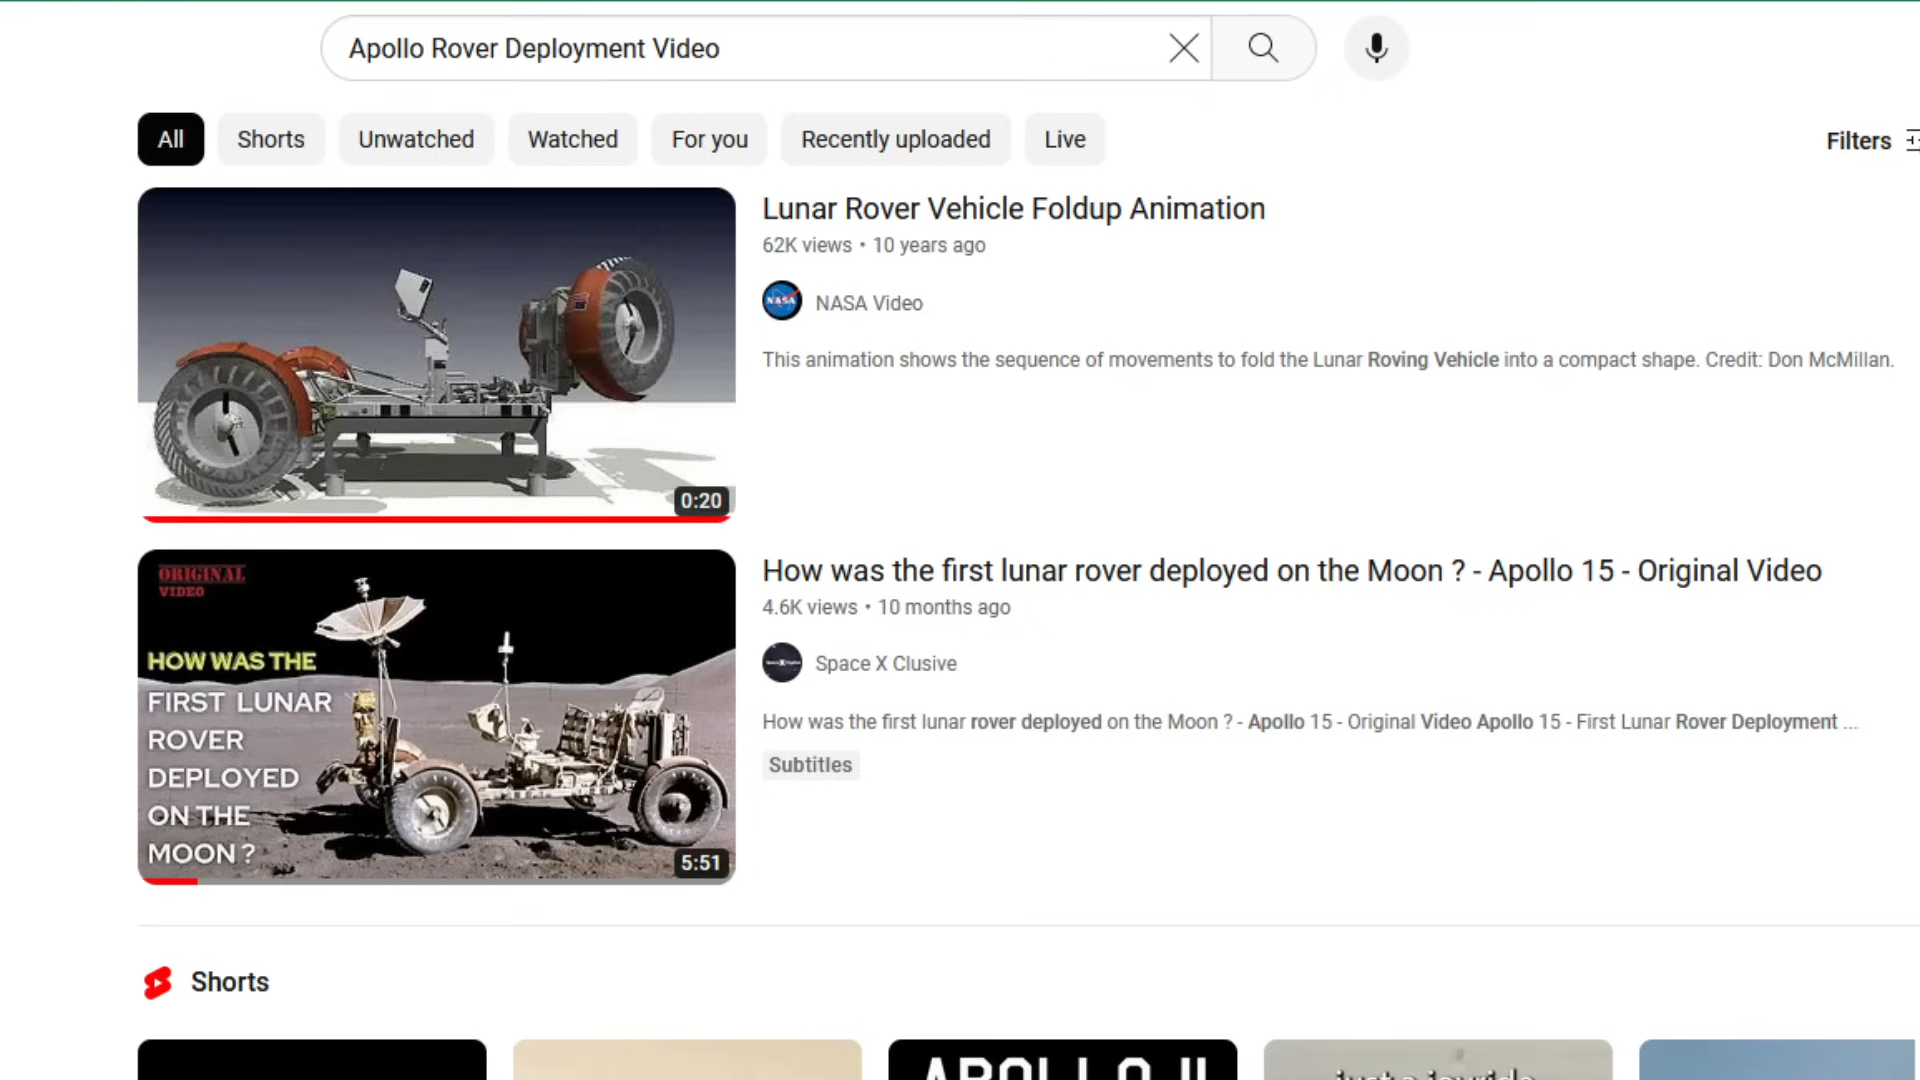 Apollo Rover Deployment Video
All
Shorts
Unwatched
Watched
For you
Recently uploaded
Live
Filters
Lunar Rover Vehicle Foldup Animation
62K views • 10 years ago
NASA
NASA Video
This animation shows the sequence of movements to fold the Lunar Roving Vehicle into a compact shape. Credit: Don McMillan.
0:20
ORIGINAL
VIDEO
HOW WAS THE
FIRST LUNAR
ROVER
DEPLOYED
ON THE
MOON ?
5:51
How was the first lunar rover deployed on the Moon ? - Apollo 15 - Original Video
4.6K views • 10 months ago
Space X Clusive
How was the first lunar rover deployed on the Moon ? - Apollo 15 - Original Video Apollo 15 - First Lunar Rover Deployment ...
Subtitles
Shorts
APOLLO 11
just a joyride